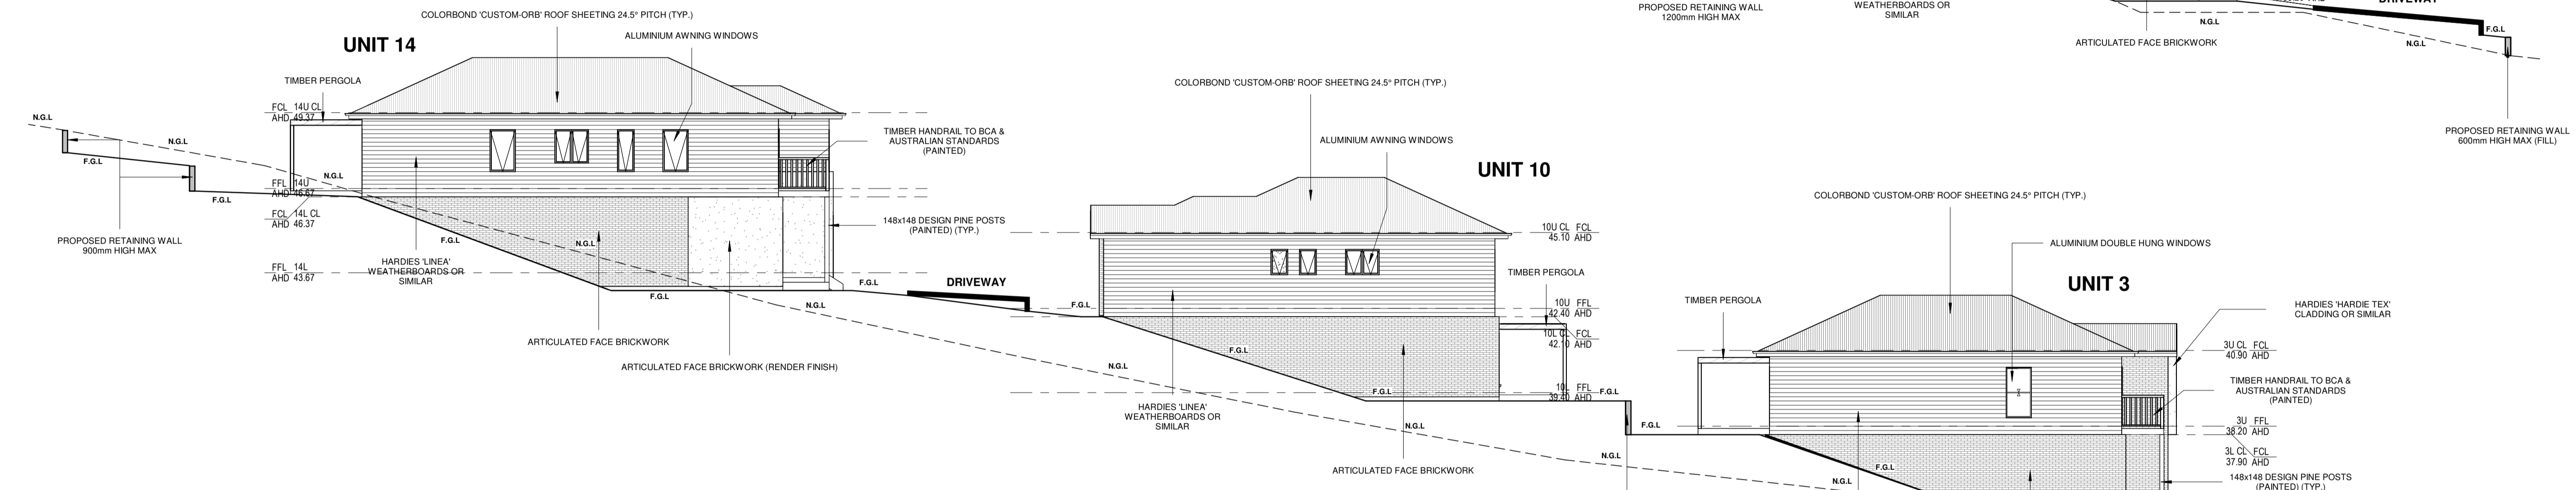 COLORBOND 'CUSTOM-ORB' ROOF SHEETING 24.5° PITCH (TYP.)
UNIT 14
ALUMINIUM AWNING WINDOWS
TIMBER PERGOLA
FCL 14U CL
AHD 49.37
N.G.L
N.G.L
F.G.L
N.G.L
F.G.L
FFL 14U
AHD 46.67
FCL 14L CL
AHD 46.37
TIMBER HANDRAIL TO BCA &
AUSTRALIAN STANDARDS
(PAINTED)
148x148 DESIGN PINE POSTS
(PAINTED) (TYP.)
PROPOSED RETAINING WALL
900mm HIGH MAX
F.G.L
N.G.L
HARDIES 'LINEA'
WEATHERBOARDS OR
SIMILAR
FFL 14L
AHD 43.67
F.G.L
F.G.L
DRIVEWAY
N.G.L
F.G.L
ARTICULATED FACE BRICKWORK
ARTICULATED FACE BRICKWORK (RENDER FINISH)
N.G.L
COLORBOND 'CUSTOM-ORB' ROOF SHEETING 24.5° PITCH (TYP.)
ALUMINIUM AWNING WINDOWS
UNIT 10
10U CL FCL
45.10 AHD
TIMBER PERGOLA
10U FFL
42.40 AHD
10L CL FCL
42.10 AHD
F.G.L
10L FFL
39.40 AHD
F.G.L
F.G.L
HARDIES 'LINEA'
WEATHERBOARDS OR
SIMILAR
N.G.L
ARTICULATED FACE BRICKWORK
N.G.L
F.G.L
PROPOSED RETAINING WALL
1200mm HIGH MAX
WEATHERBOARDS OR
SIMILAR
DRIVEWAY
N.G.L
F.G.L
ARTICULATED FACE BRICKWORK
N.G.L
PROPOSED RETAINING WALL
600mm HIGH MAX (FILL)
COLORBOND 'CUSTOM-ORB' ROOF SHEETING 24.5° PITCH (TYP.)
ALUMINIUM DOUBLE HUNG WINDOWS
UNIT 3
TIMBER PERGOLA
HARDIES 'HARDIE TEX'
CLADDING OR SIMILAR
3U CL FCL
40.90 AHD
TIMBER HANDRAIL TO BCA &
AUSTRALIAN STANDARDS
(PAINTED)
3U FFL
38.20 AHD
3L CL FCL
37.90 AHD
F.G.L
N.G.L
148x148 DESIGN PINE POSTS
(PAINTED) (TYP.)